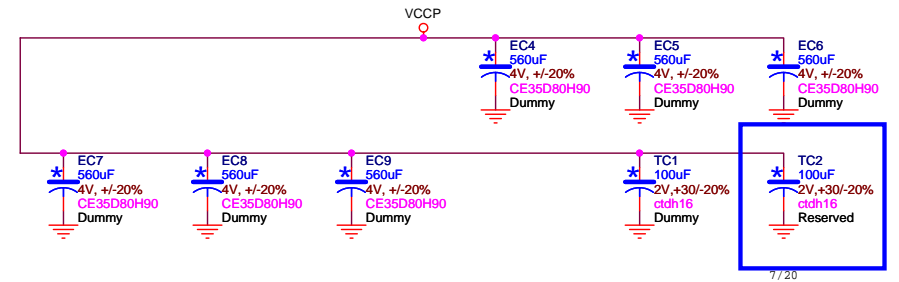 VCCP
EC4
560uF
4V, +/-20%
CE35D80H90
Dummy
EC5
560uF
4V, +/-20%
CE35D80H90
Dummy
EC6
560uF
4V, +/-20%
CE35D80H90
Dummy
EC7
560uF
4V, +/-20%
CE35D80H90
Dummy
EC8
560uF
4V, +/-20%
CE35D80H90
Dummy
EC9
560uF
4V, +/-20%
CE35D80H90
Dummy
TC1
100uF
2V,+30/-20%
ctdh16
Dummy
TC2
100uF
2V,+30/-20%
ctdh16
Reserved
7/20